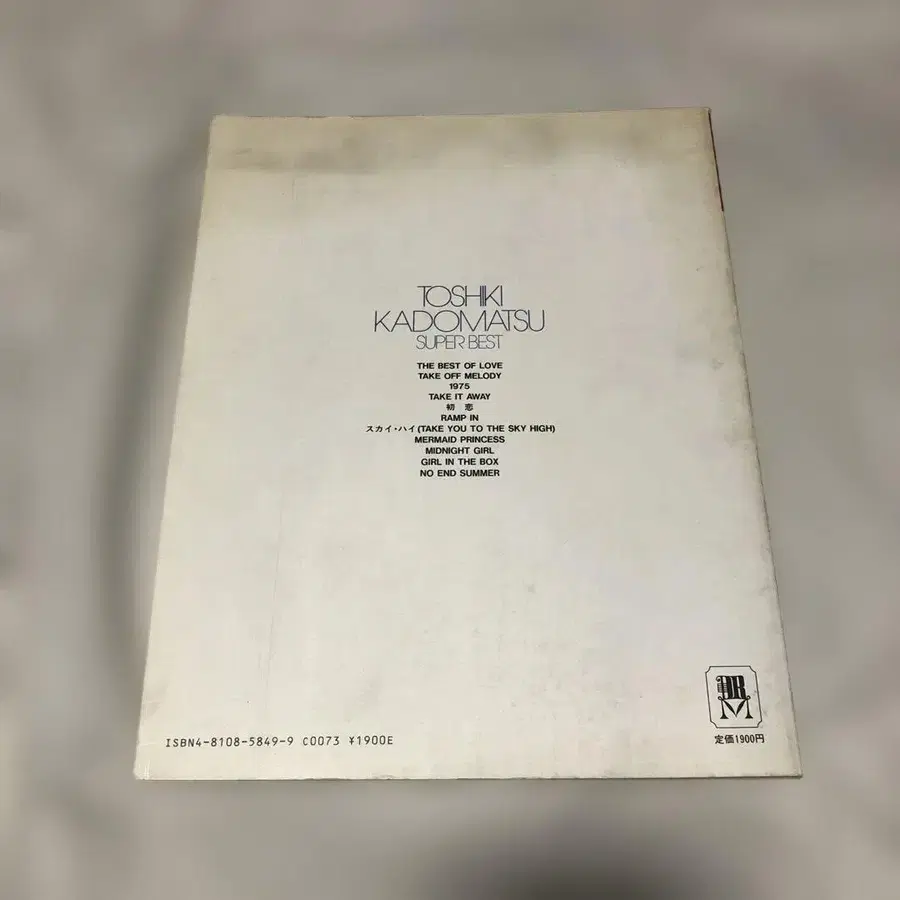 TOSHIKI
KADOMATSU
SUPER BEST
THE BEST OF LOVE
TAKE OFF MELODY
1975
TAKE IT AWAY
初恋
RAMP IN
スカイ・ハイ(TAKE YOU TO THE SKY HIGH)
MERMAID PRINCESS
MIDNIGHT GIRL
GIRL IN THE BOX
NO END SUMMER
ISBN4-8108-5849-9 C0073 ¥1900E
定価1900円